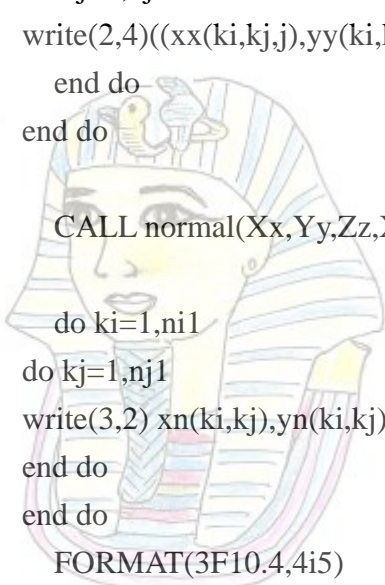 write(2,4)((xx(ki,kj,j),yy(ki,
end do
end do
CALL normal(Xx,Yy,Zz,
do ki=1,ni1
do kj=1,nj1
write(3,2) xn(ki,kj),yn(ki,kj)
end do
end do
FORMAT(3F10.4,4i5)